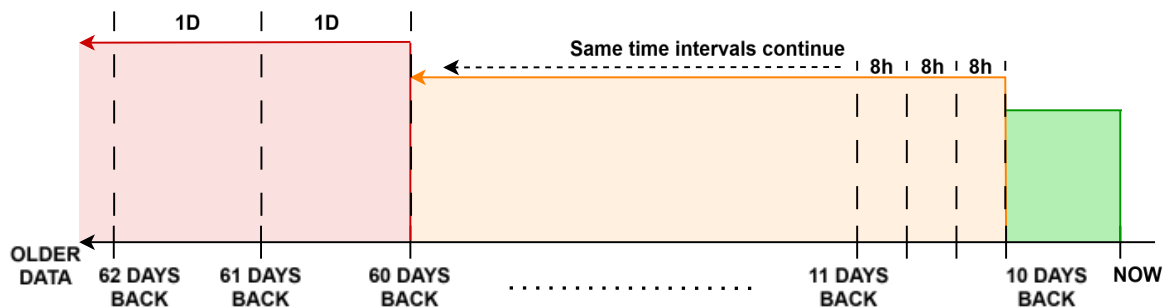 1D
1D
Same time intervals continue
8h
8h
8h
OLDER
DATA
62 DAYS
BACK
61 DAYS
BACK
60 DAYS
BACK
11 DAYS
BACK
10 DAYS
BACK
NOW